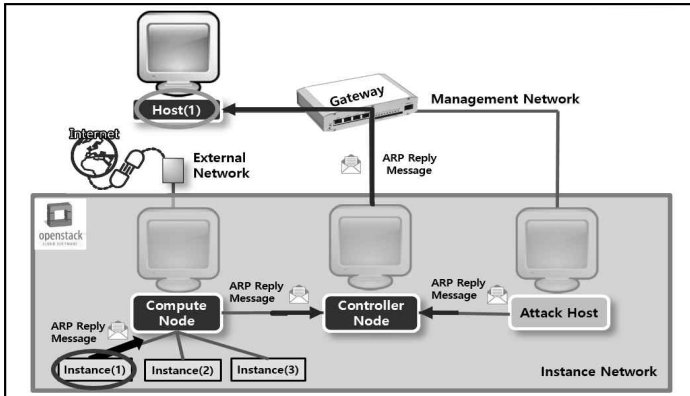 Gateway
Management Network
Host(1)
Internet
External
Network
ARP Reply
Message
openstack
CLOUD SOFTWARE
ARP Reply
Message
Compute
Node
ARP Reply
Message
Controller
Node
ARP Reply
Message
Attack Host
Instance(1)
Instance(2)
Instance(3)
Instance Network